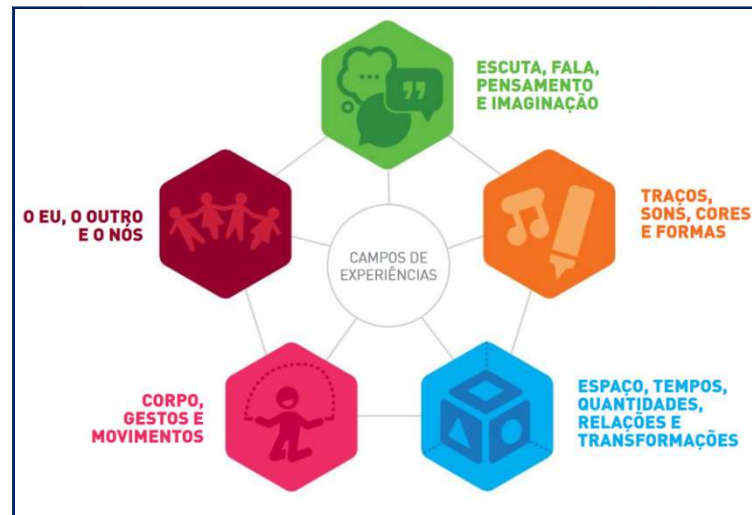 ESCUTA, FALA,
PENSAMENTO
E IMAGINAÇÃO
O EU, O OUTRO
E O NÓS
TRAÇOS,
SONS, CORES
E FORMAS
CAMPOS DE
EXPERIÊNCIAS
CORPO,
GESTOS E
MOVIMENTOS
ESPAÇO, TEMPOS,
QUANTIDADES,
RELAÇÕES E
TRANSFORMAÇÕES